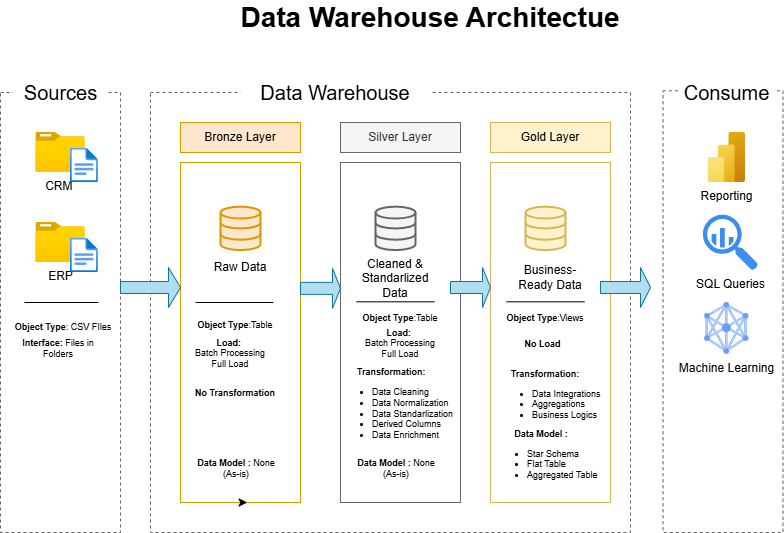 Data Warehouse Architectue
Sources
CRM
ERP
Object Type: CSV FIles
Interface: Files in
Folders
Data Warehouse
Bronze Layer
Raw Data
Object Type:Table
Load:
Batch Processing
Full Load
No Transformation
Data Model : None
(As-is)
Silver Layer
Cleaned &
Standarlized
Data
Object Type:Table
Load:
Batch Processing
Full Load
Transformation:
• Data Cleaning
• Data Normalization
• Data Standarlization
• Derived Columns
• Data Enrichment
Data Model : None
(As-is)
Gold Layer
Business-
Ready Data
Object Type:Views
No Load
Transformation:
• Data Integrations
• Aggregations
• Business Logics
Data Model :
• Star Schema
• Flat Table
• Aggregated Table
Consume
Reporting
SQL Queries
Machine Learning